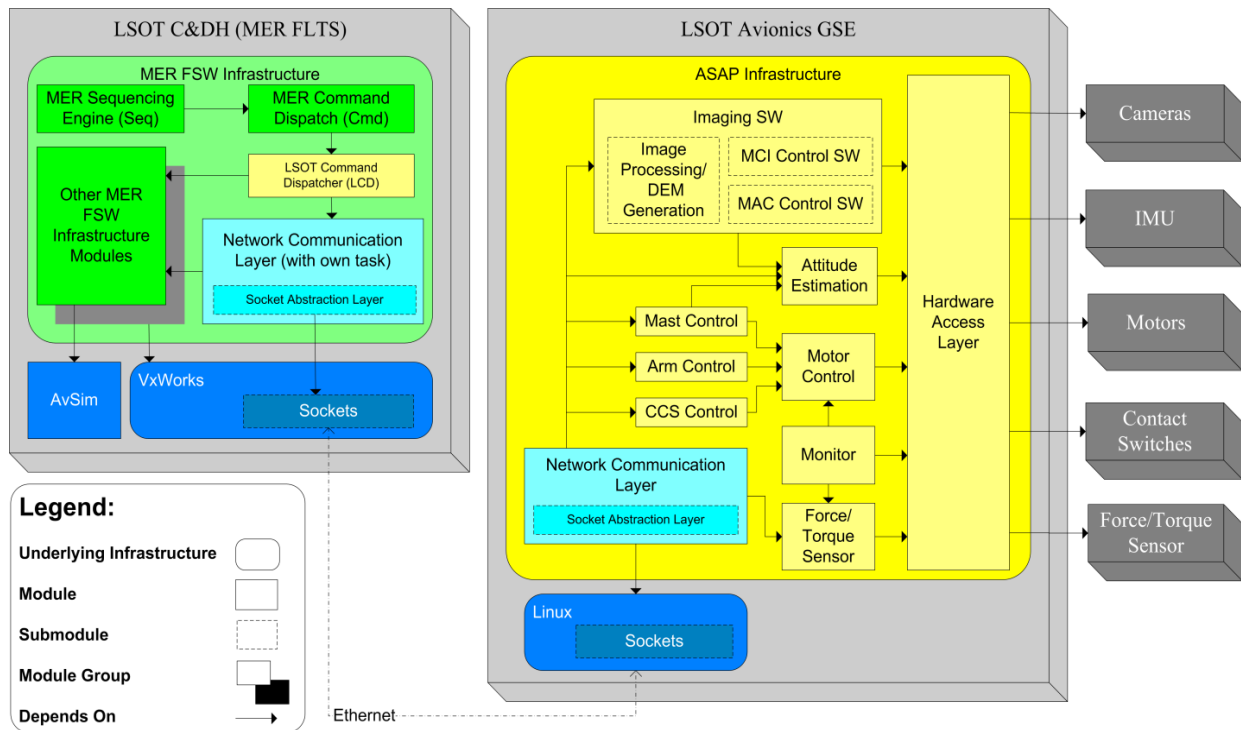 LSOT C&DH (MER FLTS)
MER FSW Infrastructure
MER Sequencing
Engine (Seq)
MER Command
Dispatch (Cmd)
LSOT Command
Dispatcher (LCD)
Other MER
FSW
Infrastructure
Modules
Network Communication
Layer (with own task)
Socket Abstraction Layer
AvSim
VxWorks
Sockets
Legend:
Underlying Infrastructure
Module
Submodule
Module Group
Depends On
Ethernet
LSOT Avionics GSE
ASAP Infrastructure
Imaging SW
Image
Processing/
DEM
Generation
MCI Control SW
MAC Control SW
Attitude
Estimation
Mast Control
Arm Control
CCS Control
Motor
Control
Monitor
Network Communication
Layer
Socket Abstraction Layer
Force/
Torque
Sensor
Hardware
Access
Layer
Linux
Sockets
Cameras
IMU
Motors
Contact
Switches
Force/Torque
Sensor